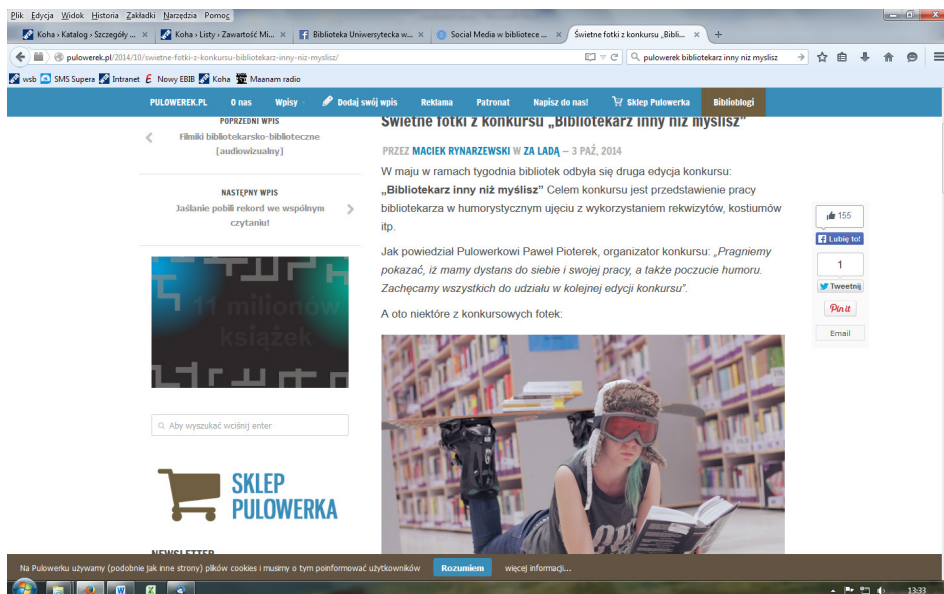 Plik Edycja Widok Historia Zakładki Narzędzia Pomoc
Koha › Katalog › Szczegóły ...
Koha › Listy › Zawartość Mi...
Biblioteka Uniwersytecka w...
Social Media w bibliotece ...
Świetne fotki z konkursu „Bibli...
pulowerek.pl/2014/10/swietne-fotki-z-konkursu-bibliotekarz-inny-niz-myslisz/
pulowerek bibliotekarz inny niz myslisz
wsb SMS Supera Intranet Nowy EBIB Koha Maanam radio
PULOWEREK.PL O nas Wpisy Dodaj swój wpis Reklama Patronat Napisz do nas! Sklep Pulowerka Biblioblogi
POPRZEDNI WPIS
Filmiki bibliotekarsko-biblioteczne
(audiowizualny)
NASTĘPNY WPIS
Jaślanie pobili rekord we wspólnym
czytaniu!
11 milionów
książek
Aby wyszukać wciśnij enter
SKLEP
PULOWERKA
NEWSLETTER
Świetne fotki z konkursu „Bibliotekarz inny niż myślisz”
PRZEZ MACIEK RYNARZEWSKI W ZA LADĄ – 3 PAŹ, 2014
W maju w ramach tygodnia bibliotek odbyła się druga edycja konkursu:
„Bibliotekarz inny niż myślisz” Celem konkursu jest przedstawienie pracy
bibliotekarza w humorystycznym ujęciu z wykorzystaniem rekwizytów, kostiumów
itp.
Jak powiedział Pulowerkowi Paweł Pioterek, organizator konkursu: „Pragniemy
pokazać, iż mamy dystans do siebie i swojej pracy, a także poczucie humoru.
Zachęcamy wszystkich do udziału w kolejnej edycji konkursu”.
A oto niektóre z konkursowych fotek:
155
Lubię to!
1
Tweetnij
Pin it
Email
Na Pulowerku używamy (podobnie jak inne strony) plików cookies i musimy o tym poinformować użytkowników Rozumiem więcej informacji...
13:33